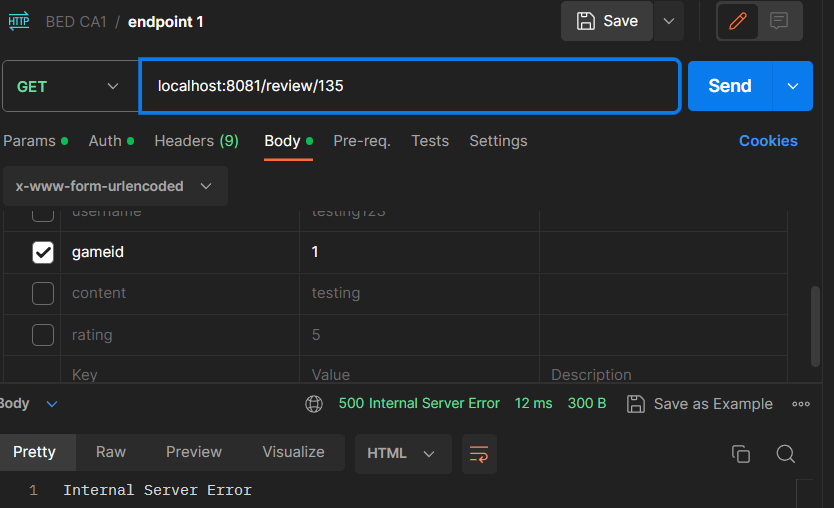 HTTP BED CA1 / endpoint 1 Save
GET localhost:8081/review/135 Send
Params Auth Headers (9) Body Pre-req. Tests Settings Cookies
x-www-form-urlencoded
username testing123
gameid 1
content testing
rating 5
Key Value Description
Body 500 Internal Server Error 12 ms 300 B Save as Example
Pretty Raw Preview Visualize HTML
1 Internal Server Error